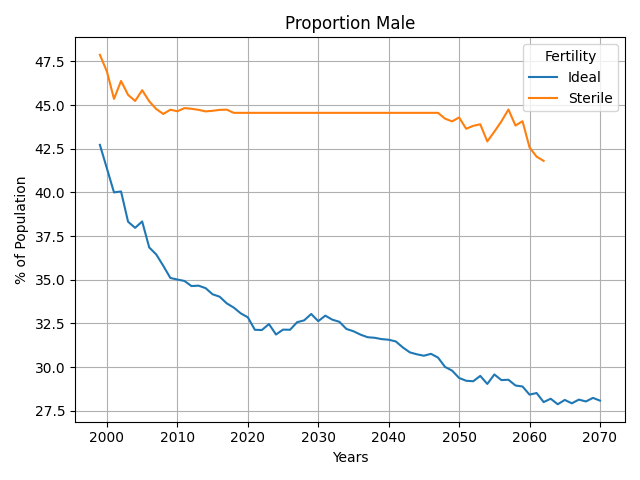 Proportion Male
Fertility
Ideal
Sterile
% of Population
47.5
45.0
42.5
40.0
37.5
35.0
32.5
30.0
27.5
2000 2010 2020 2030 2040 2050 2060 2070
Years